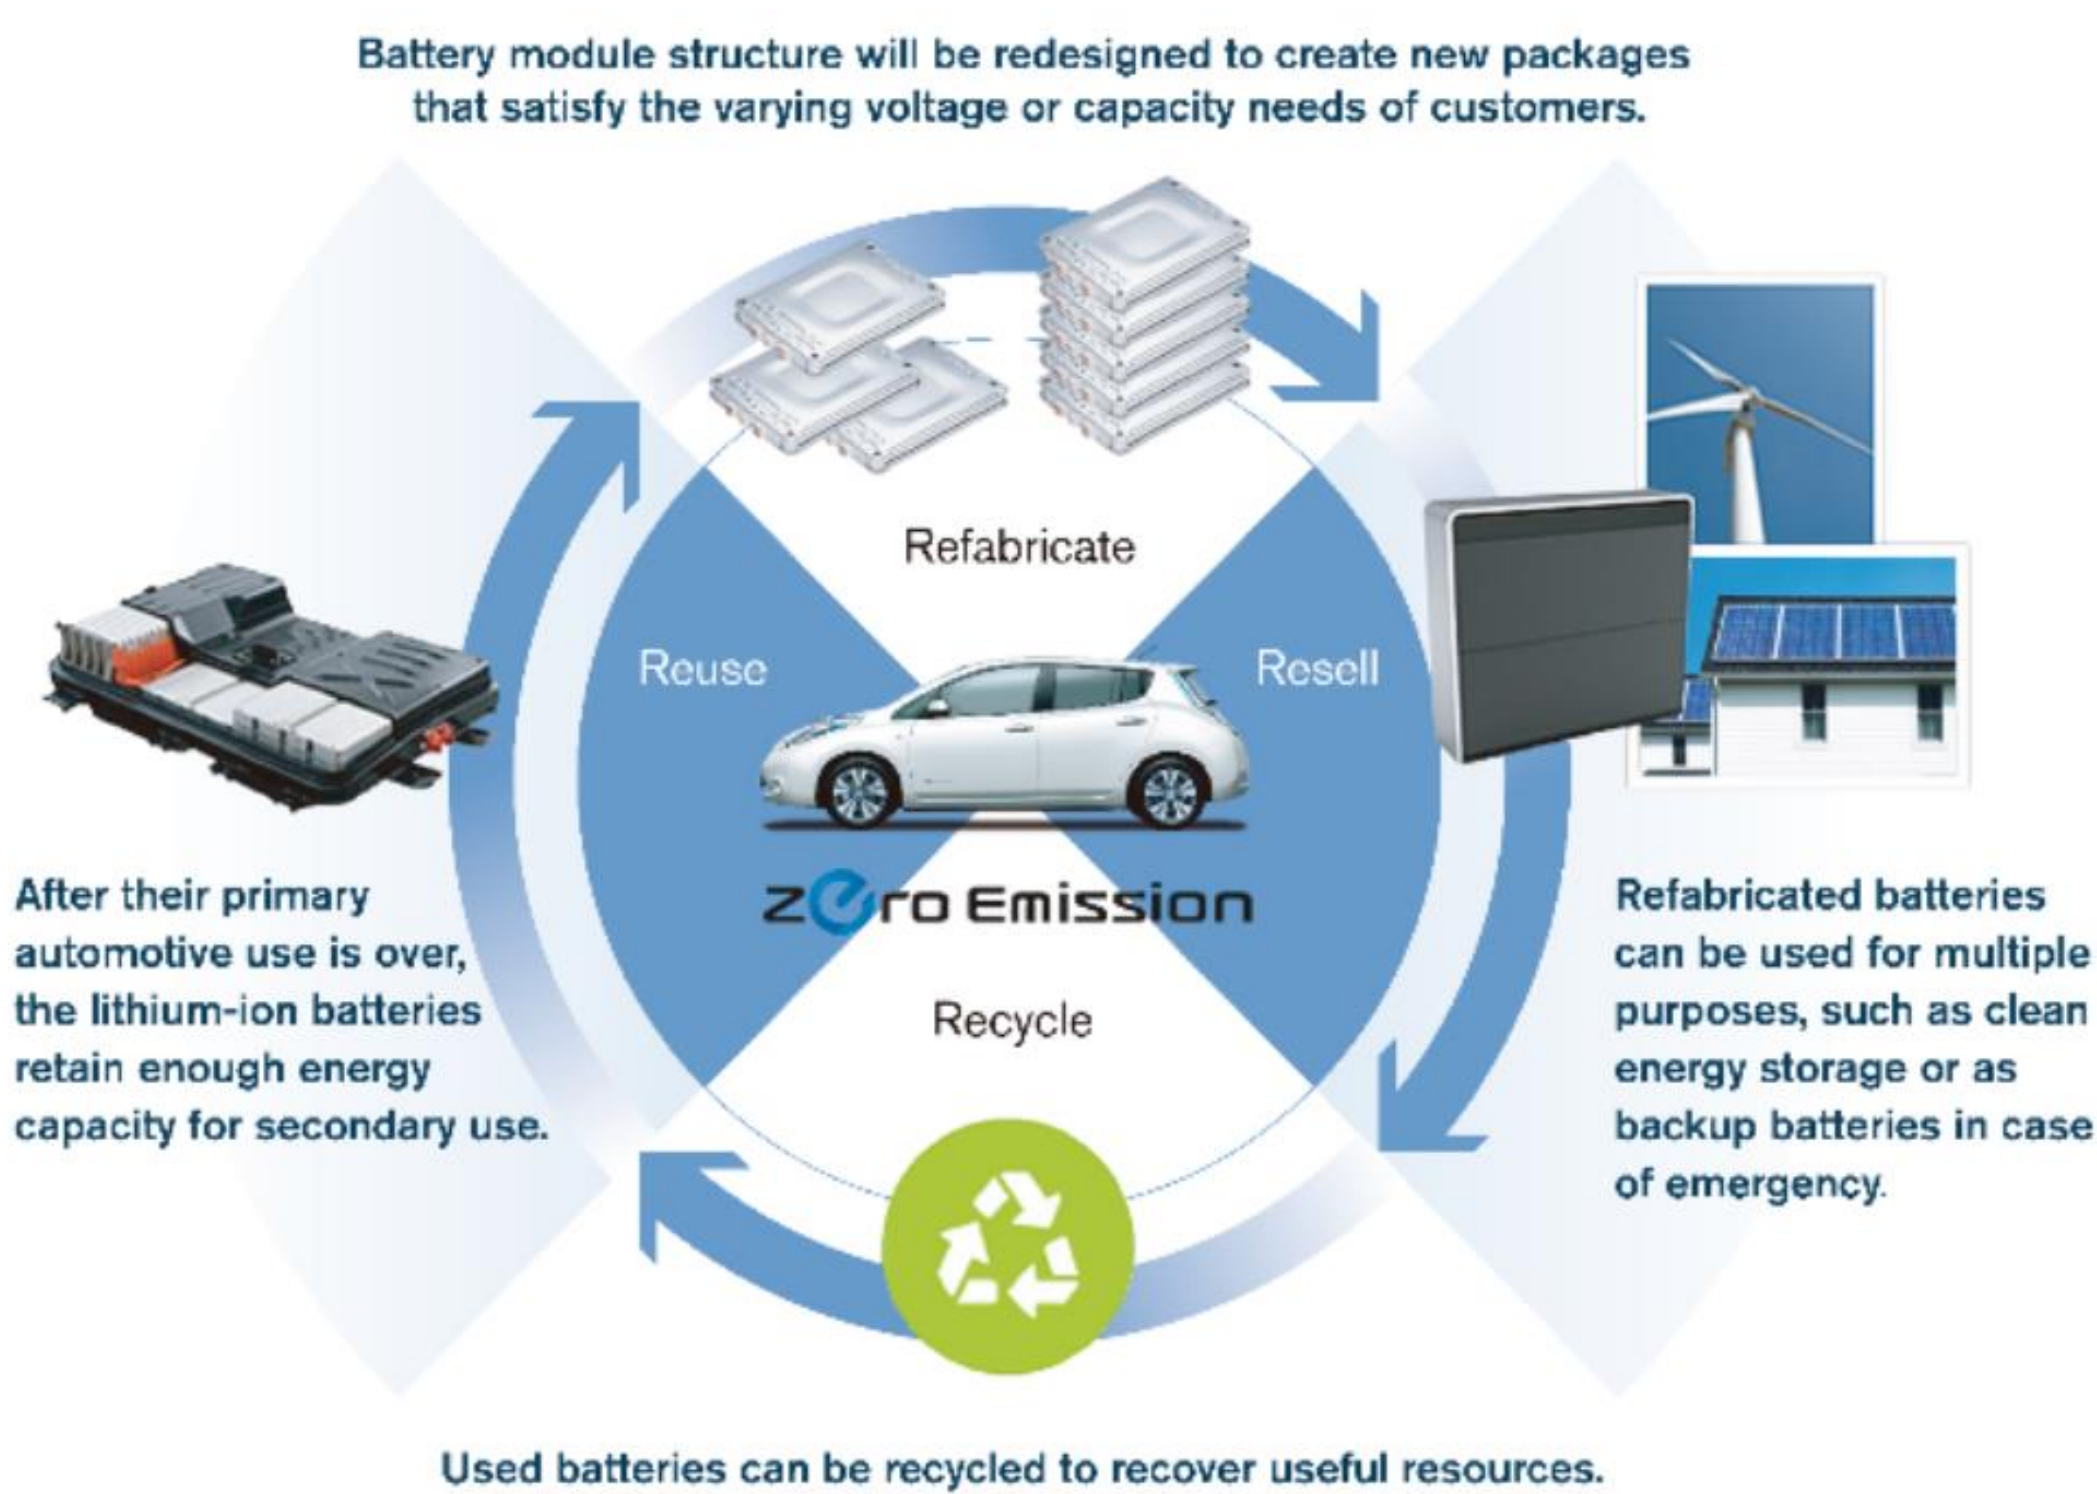 Battery module structure will be redesigned to create new packages
that satisfy the varying voltage or capacity needs of customers.
Refabricate
Reuse
Resell
zero Emission
After their primary
automotive use is over,
the lithium-ion batteries
retain enough energy
capacity for secondary use.
Refabricated batteries
can be used for multiple
purposes, such as clean
energy storage or as
backup batteries in case
of emergency.
Recycle
Used batteries can be recycled to recover useful resources.